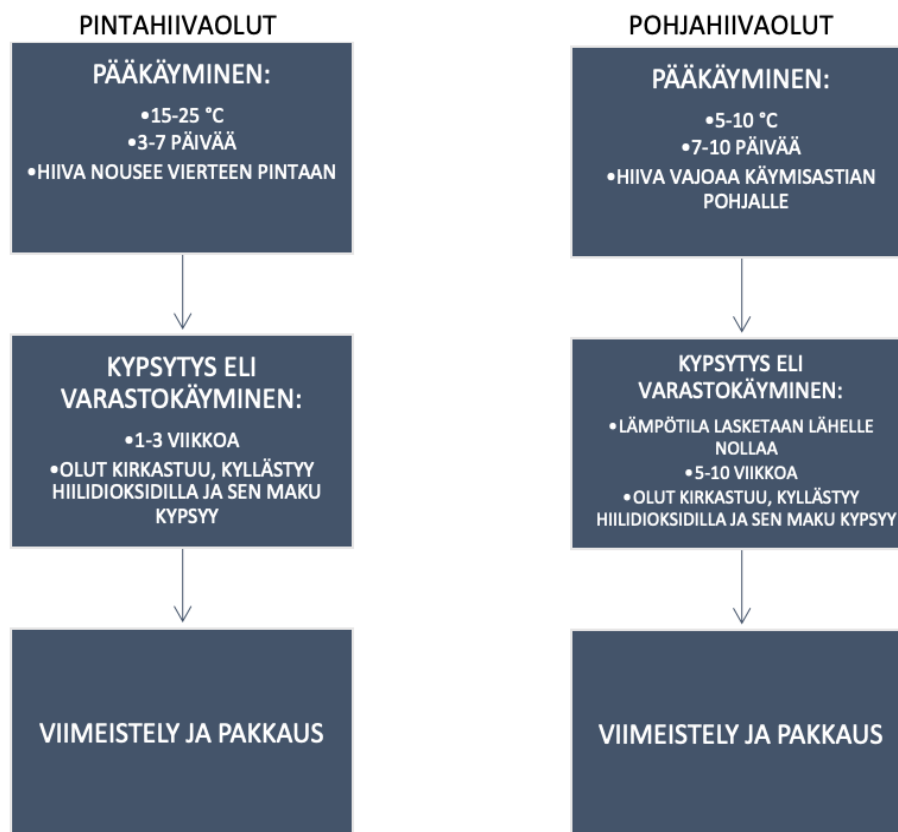 PINTAHIIVAOLUT
PÄÄKÄYMINEN:
•15-25 °C
•3-7 PÄIVÄÄ
•HIIVA NOUSEE VIERTEEN PINTAAN
KYPSYTYS ELI
VARASTOKÄYMINEN:
•1-3 VIIKKOA
•OLUT KIRKASTUU, KYLLÄSTYY
HIILIDIOKSIDILLA JA SEN MAKU
KYPSYY
VIIMEISTELY JA PAKKAUS
POHJAHIIVAOLUT
PÄÄKÄYMINEN:
•5-10 °C
•7-10 PÄIVÄÄ
•HIIVA VAJOAA KÄYMISASTIAN
POHJALLE
KYPSYTYS ELI
VARASTOKÄYMINEN:
•LÄMPÖTILA LASKETAAN LÄHELLE
NOLLAA
•5-10 VIIKKOA
•OLUT KIRKASTUU, KYLLÄSTYY
HIILIDIOKSIDILLA JA SEN MAKU KYPSYY
VIIMEISTELY JA PAKKAUS